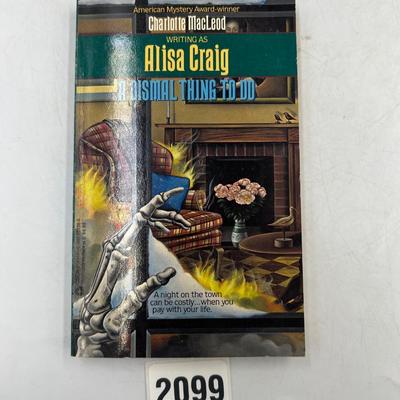 American Mystery Award-winner
Charlotte MacLeod
WRITING AS
Alisa Craig
A DISMAL THING TO DO
A night on the town
can be costly...when you
pay with your life.
2099